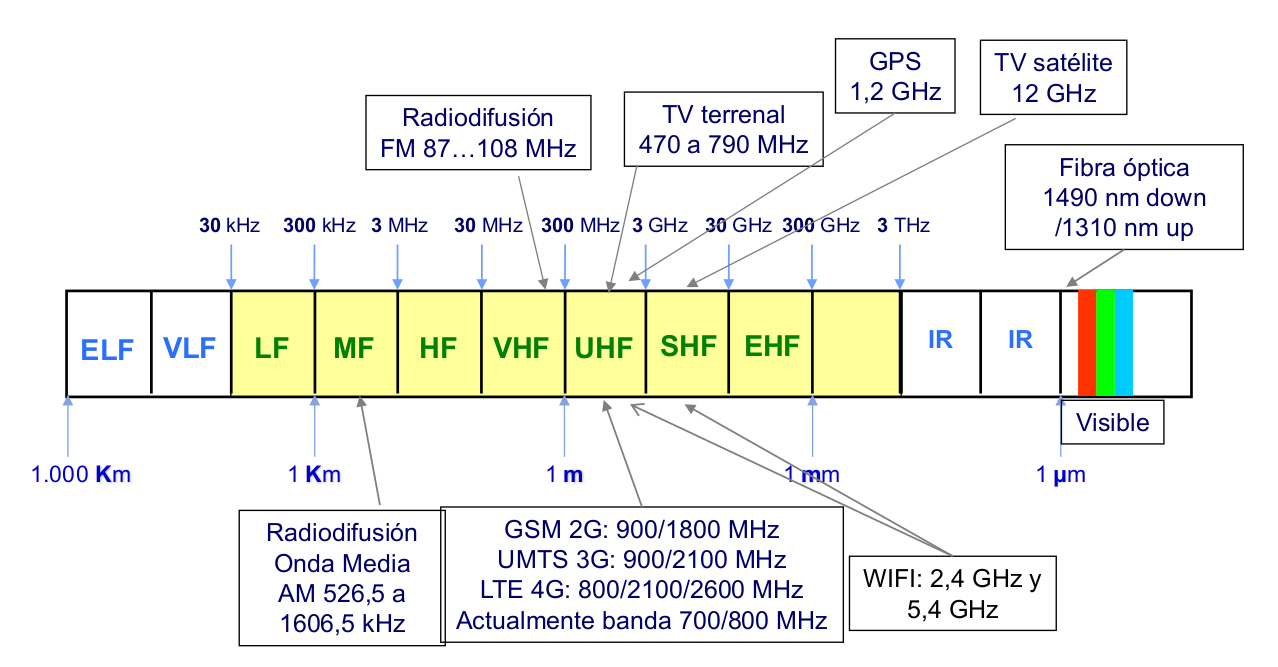 GPS
1,2 GHz
TV satélite
12 GHz
Radiodifusión
FM 87…108 MHz
TV terrenal
470 a 790 MHz
Fibra óptica
1490 nm down
/1310 nm up
30 kHz
300 kHz
3 MHz
30 MHz
300 MHz
3 GHz
30 GHz
300 GHz
3 THz
ELF
VLF
LF
MF
HF
VHF
UHF
SHF
EHF
IR
IR
Visible
1.000 Km
1 Km
1 m
1 mm
1 µm
Radiodifusión
Onda Media
AM 526,5 a
1606,5 kHz
GSM 2G: 900/1800 MHz
UMTS 3G: 900/2100 MHz
LTE 4G: 800/2100/2600 MHz
Actualmente banda 700/800 MHz
WIFI: 2,4 GHz y
5,4 GHz